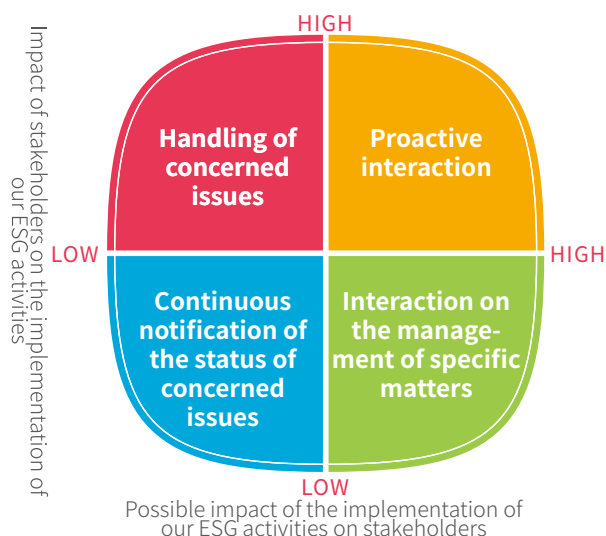 HIGH
Impact of stakeholders on the implementation of
our ESG activities
Handling of
concerned
issues
Proactive
interaction
LOW
HIGH
Continuous
notification of
the status of
concerned
issues
Interaction on
the manage-
ment of specific
matters
LOW
Possible impact of the implementation of
our ESG activities on stakeholders